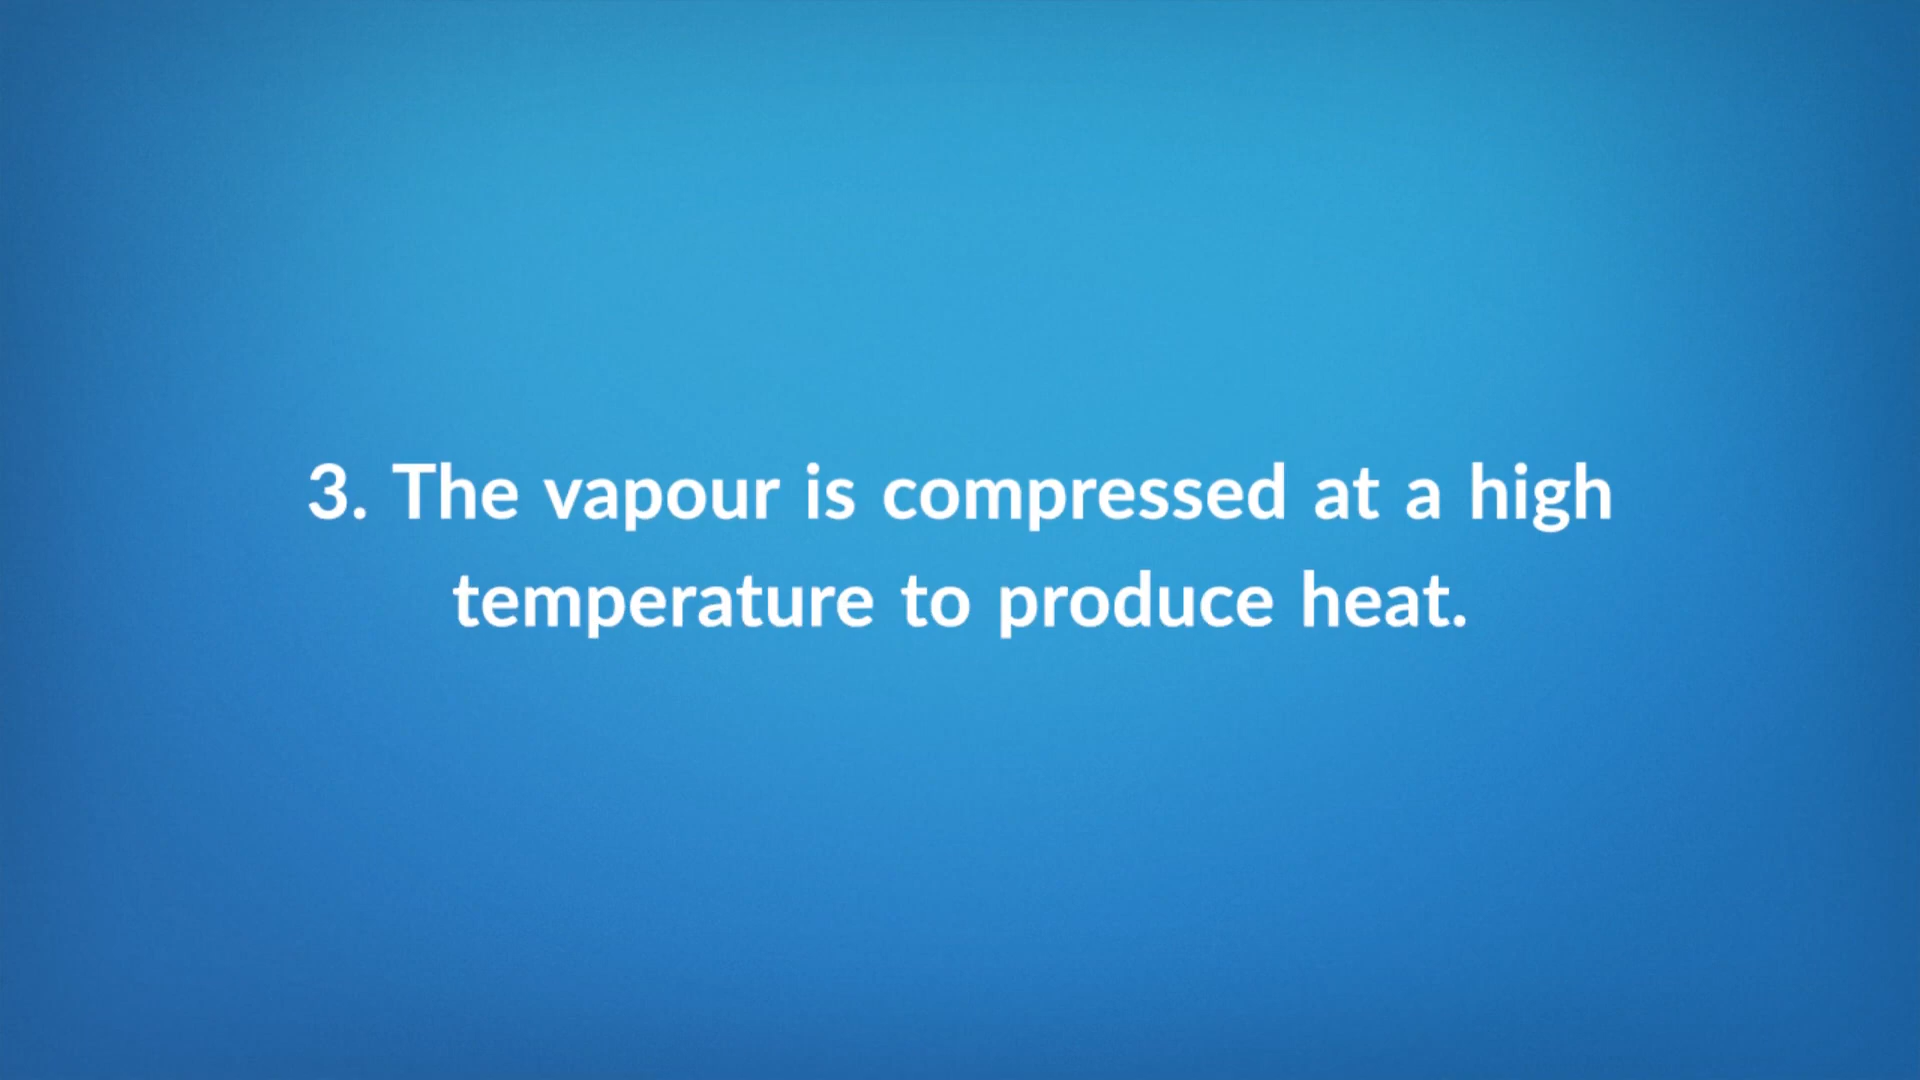 3. The vapour is compressed at a high
temperature to produce heat.